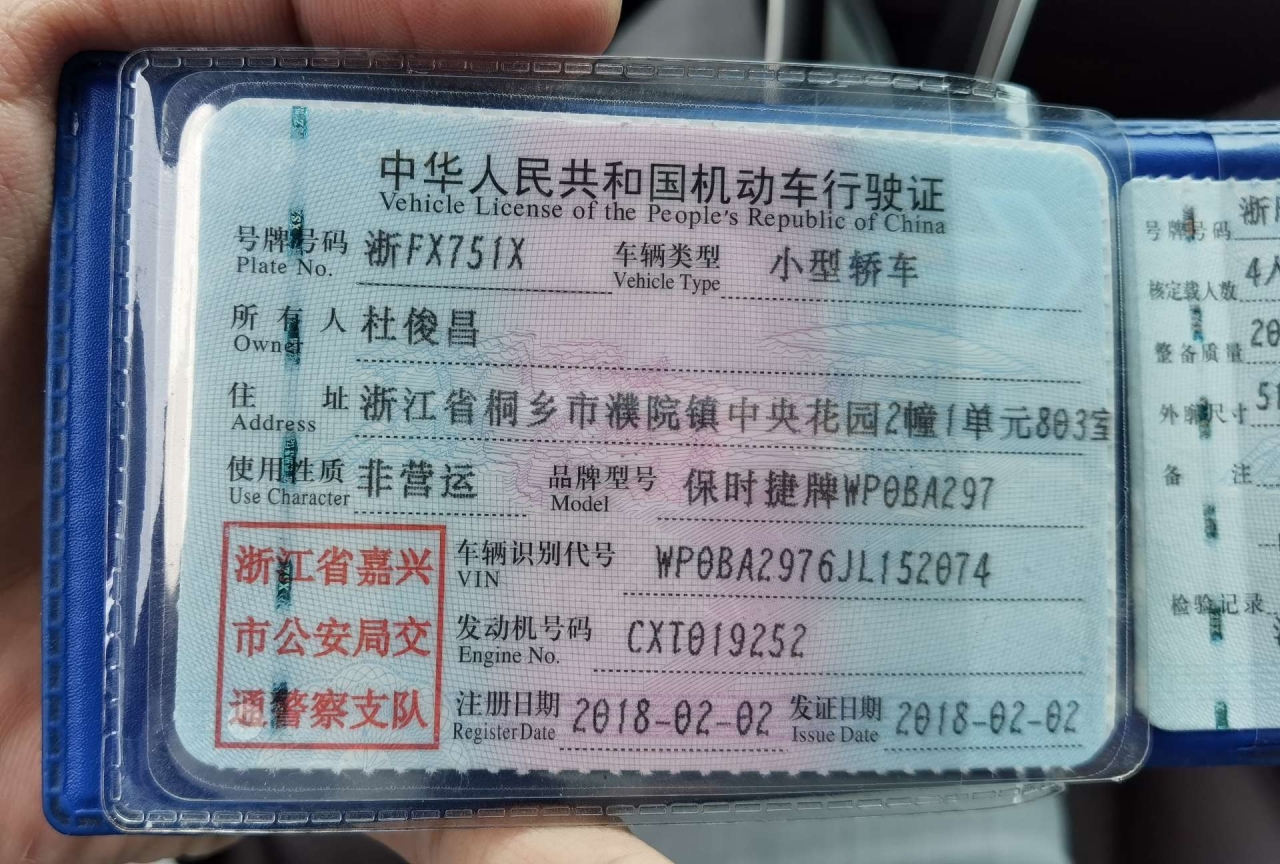 中华人民共和国机动车行驶证
Vehicle License of the People's Republic of China
号牌号码 浙FX751X 车辆类型 小型轿车
Plate No. Vehicle Type
所有人 杜俊昌
Owner
住址 浙江省桐乡市濮院镇中央花园2幢1单元803室
Address
使用性质 非营运 品牌型号 保时捷牌WP0BA297
Use Character Model
浙江省嘉兴
市公安局交
通警察支队
车辆识别代号 WP0BA2976JL152074
VIN
发动机号码 CXT019252
Engine No.
注册日期 2018-02-02 发证日期 2018-02-02
Register Date Issue Date
号牌号码 浙
核定载人数 4人
整备质量 20
外廓尺寸 51
备注
检验记录